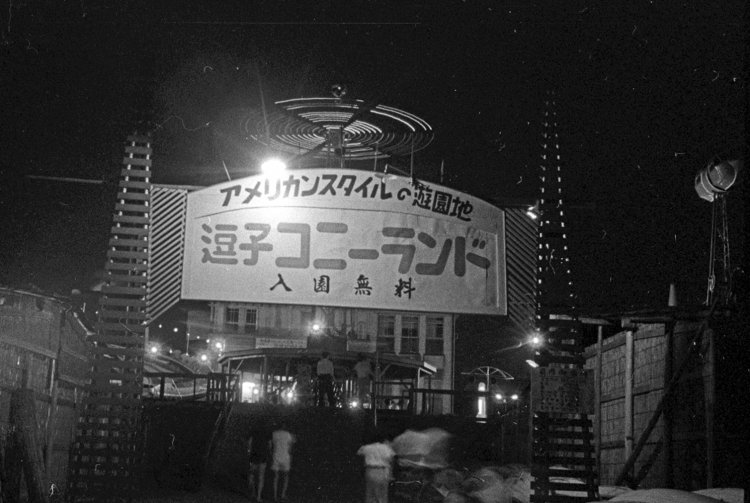 アメリカンスタイルの遊園地
逗子コニーランド
入園無料